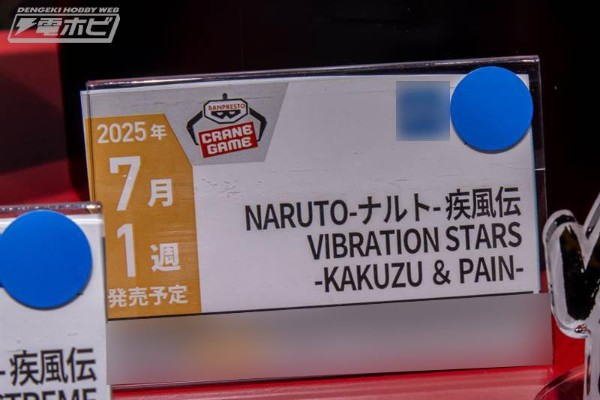 DENGEKI HOBBY WEB
電ホビ
2025年
7月
1週
発売予定
BANPRESTO
CRANE
GAME
NARUTO-ナルト-疾風伝
VIBRATION STARS
-KAKUZU & PAIN-
-疾風伝